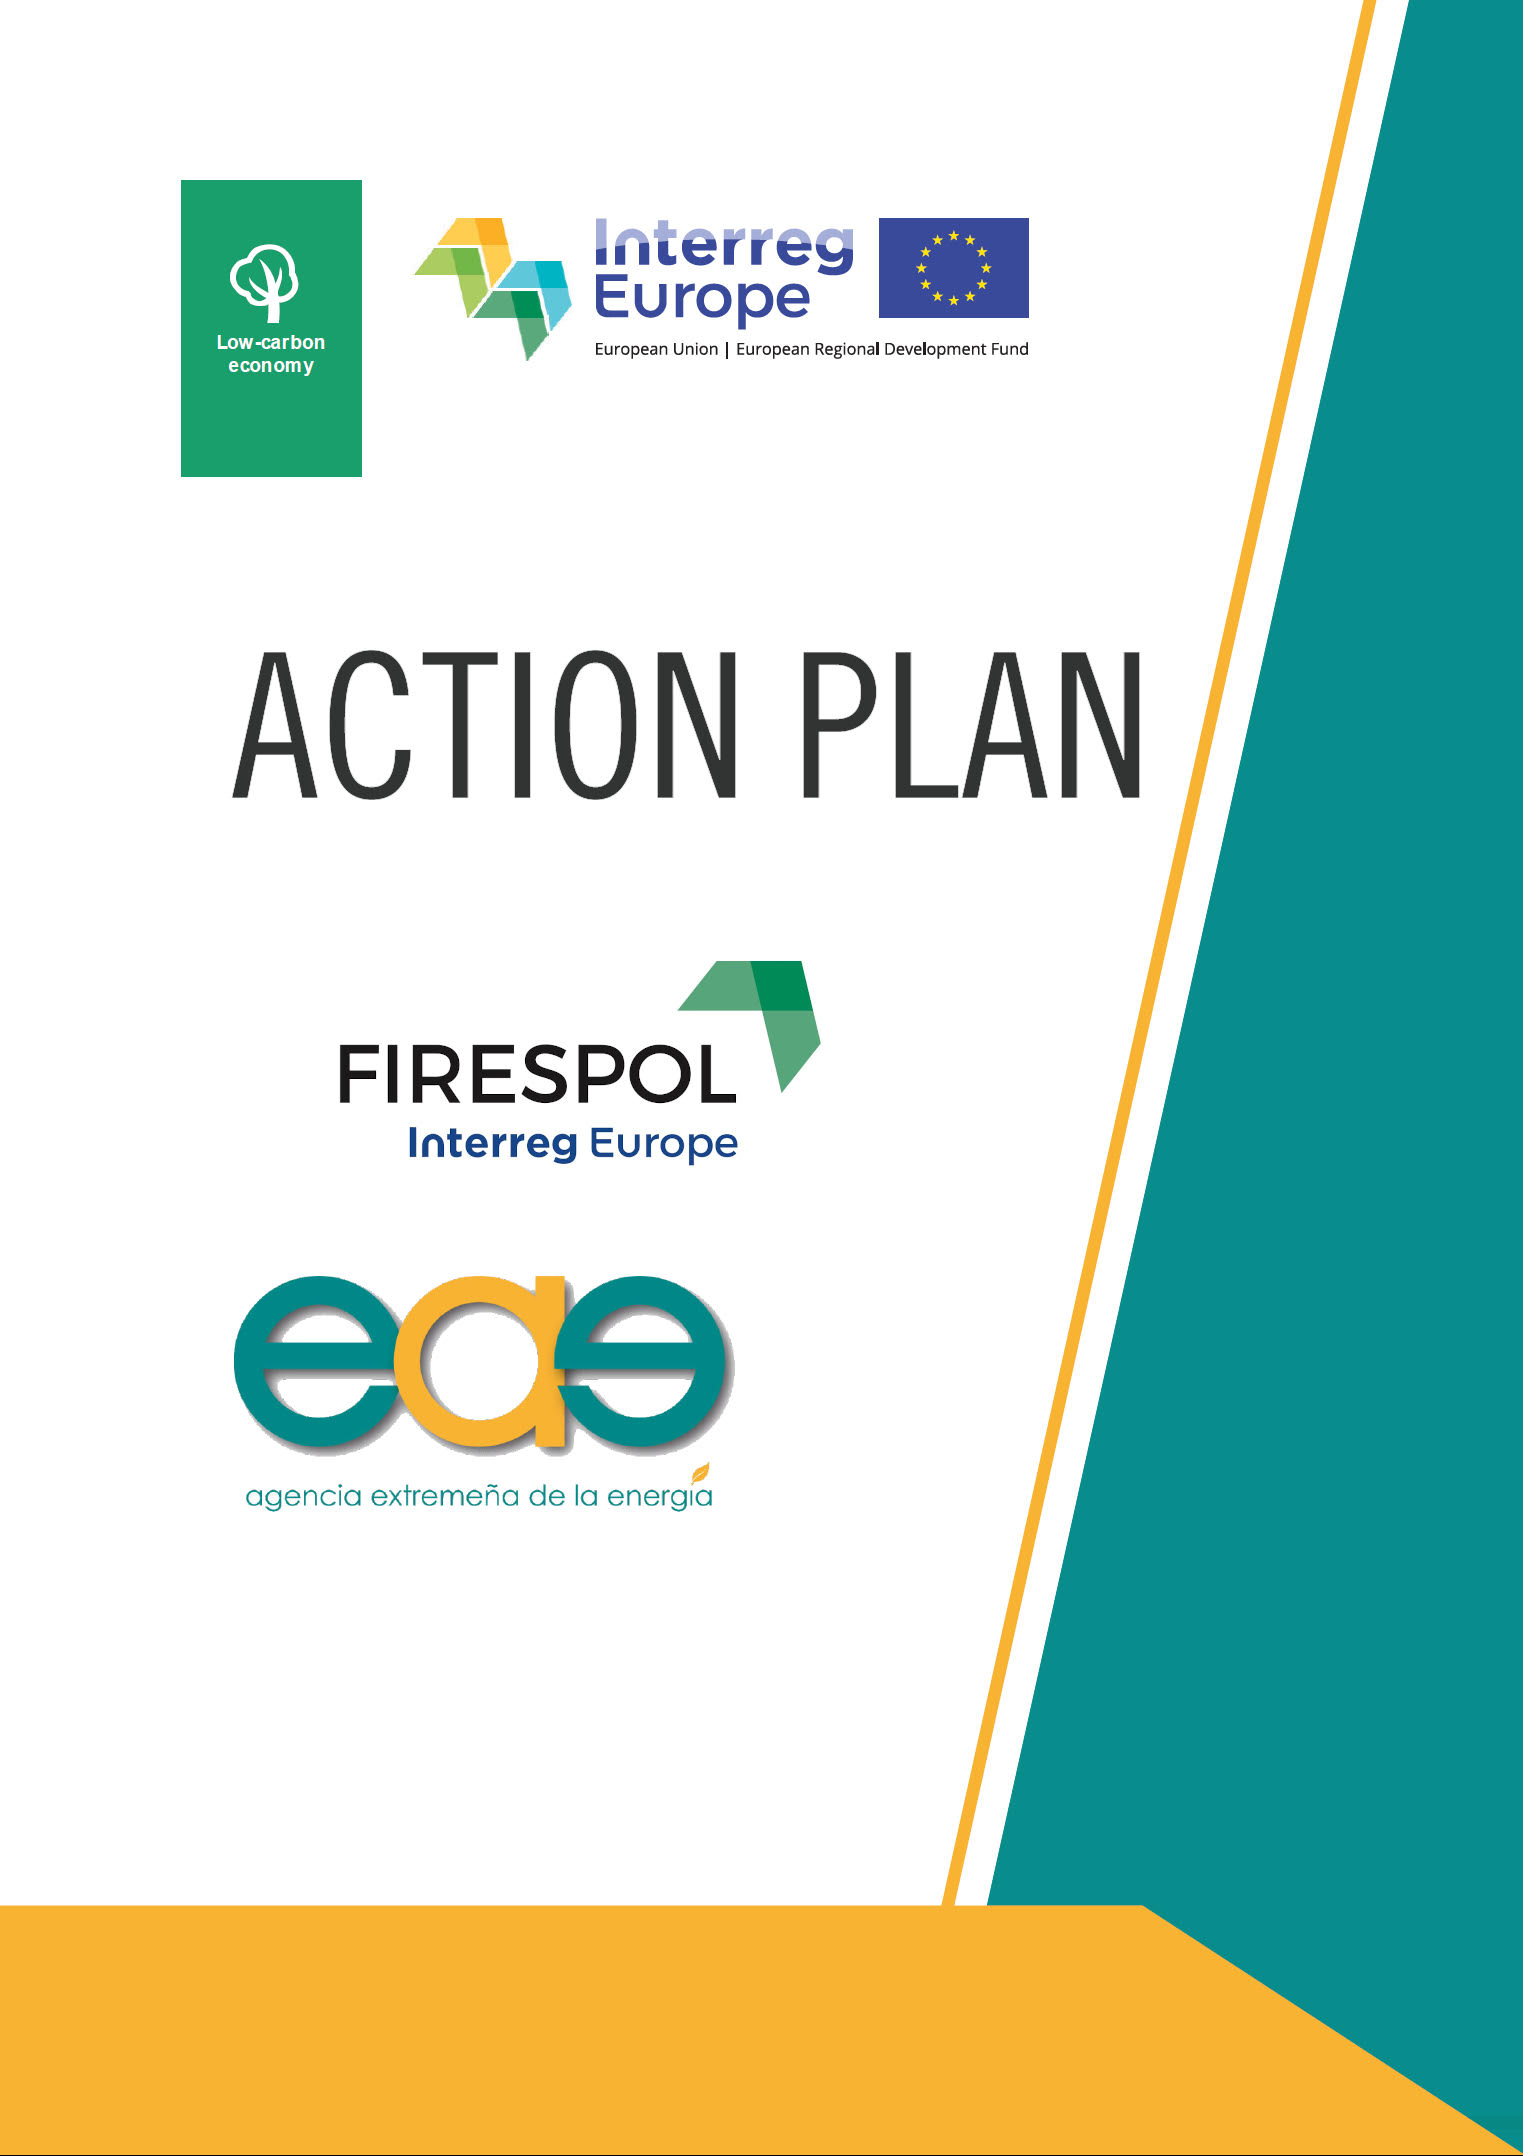 Low-carbon
economy
Interreg
Europe
European Union | European Regional Development Fund
ACTION PLAN
FIRESPOL
Interreg Europe
eae
agencia extremeña de la energía